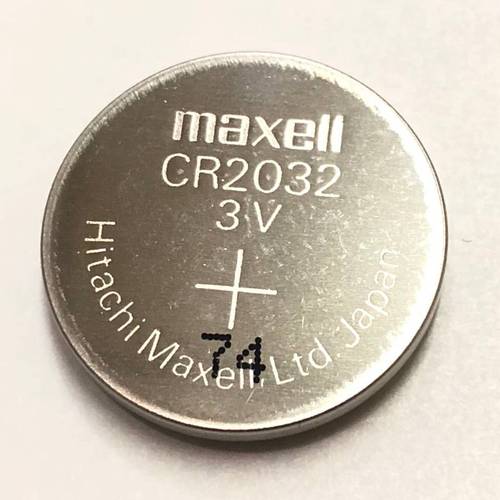 maxell
CR2032
3V
+
74
Hitachi Maxell, Ltd. Japan